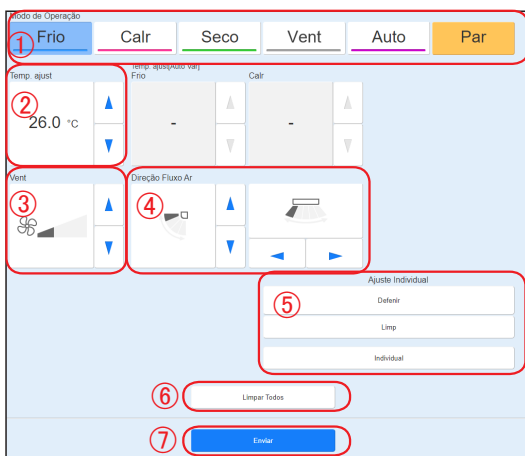 Modo de Operação
① Frio Calr Seco Vent Auto Par
Temp. ajust Temp. ajust[Auto Var]
Frio Calr
② 26.0 °C - -
Vent Direção Fluxo Ar
③ ④
Ajuste Individual
⑤ Defenir
Limp
Individual
⑥ Limpar Todos
⑦ Enviar